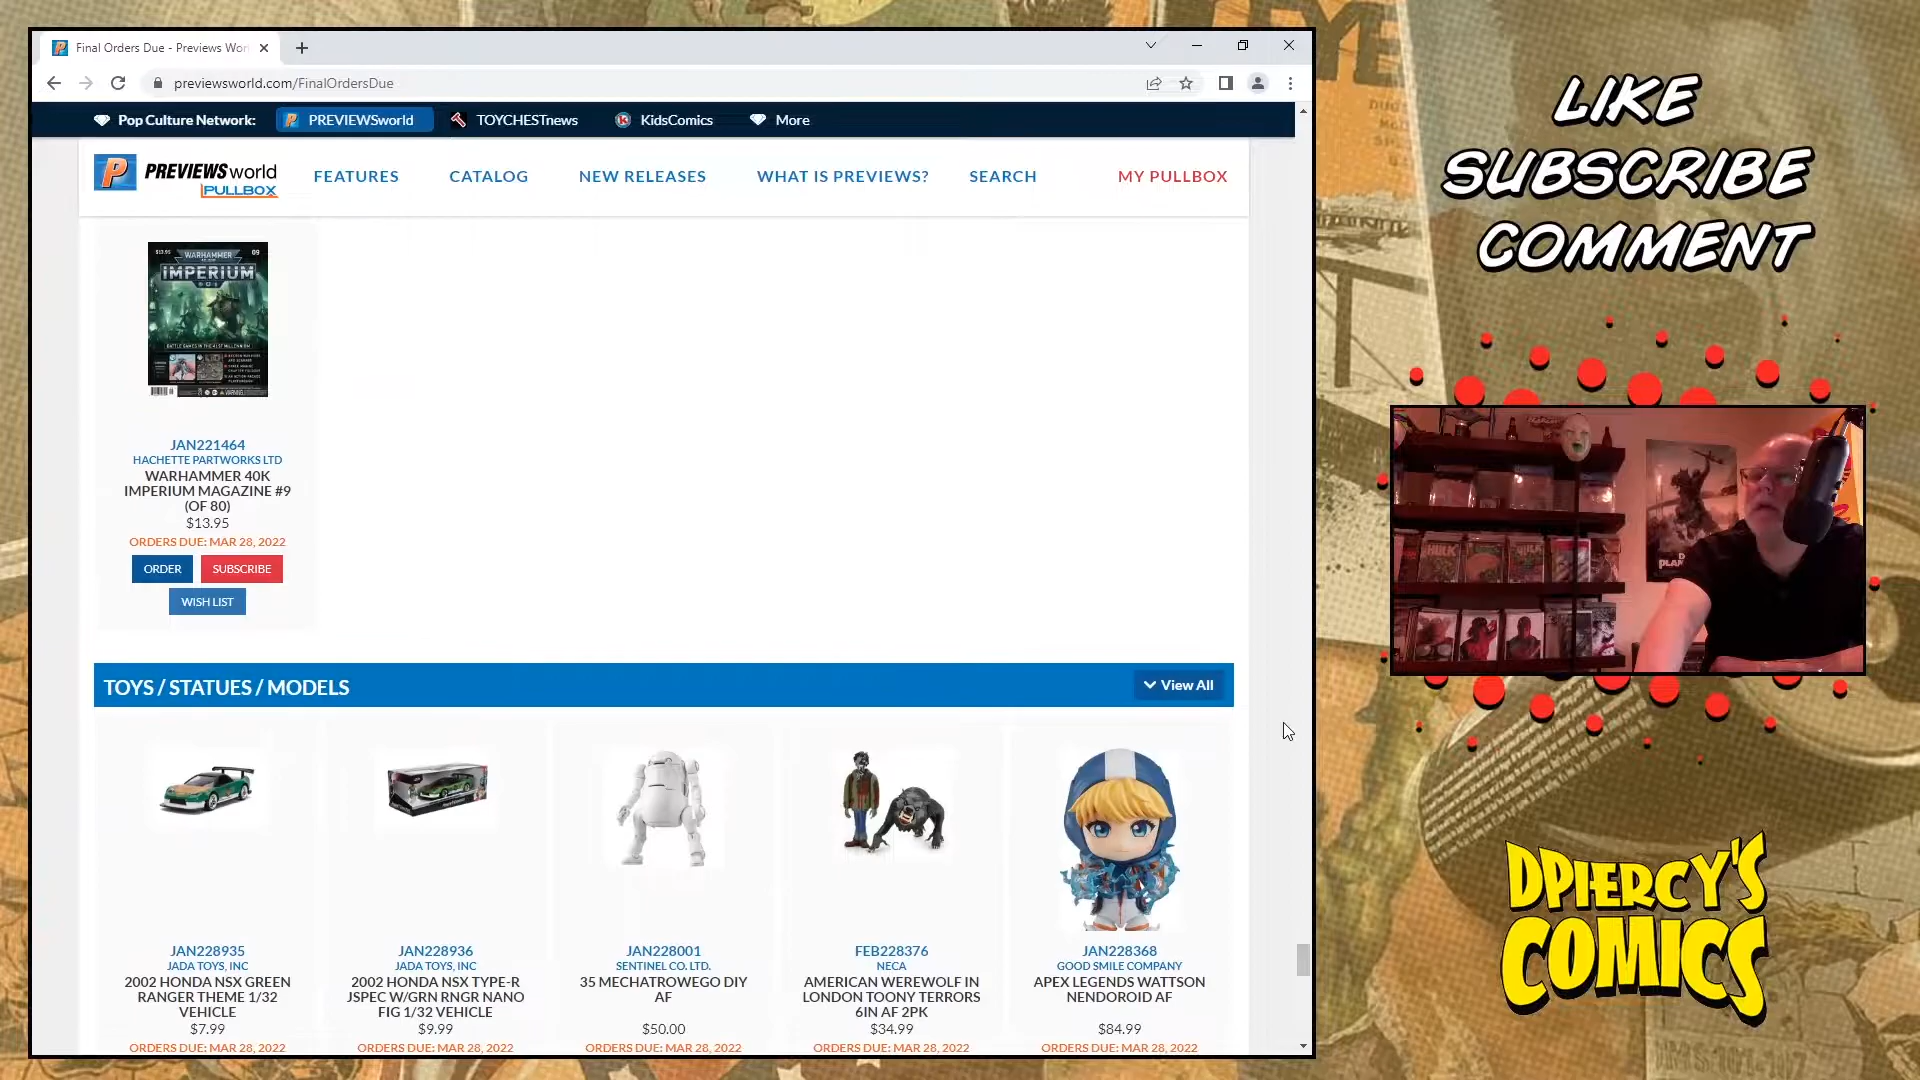 Final Orders Due - Previews Wor
previewsworld.com/FinalOrdersDue
Pop Culture Network:
PREVIEWSworld
TOYCHESTnews
KidsComics
More
PREVIEWSworld
PULLBOX
FEATURES
CATALOG
NEW RELEASES
WHAT IS PREVIEWS?
SEARCH
MY PULLBOX
$13.95
WARHAMMER
09
IMPERIUM
JAN221464
HACHETTE PARTWORKS LTD
WARHAMMER 40K
IMPERIUM MAGAZINE #9
(OF 80)
$13.95
ORDERS DUE: MAR 28, 2022
ORDER
SUBSCRIBE
WISH LIST
TOYS / STATUES / MODELS
View All
JAN228935
JADA TOYS, INC
2002 HONDA NSX GREEN
RANGER THEME 1/32
VEHICLE
$7.99
ORDERS DUE: MAR 28, 2022
JAN228936
JADA TOYS, INC
2002 HONDA NSX TYPE-R
JSPEC W/GRN RNGR NANO
FIG 1/32 VEHICLE
$9.99
ORDERS DUE: MAR 28, 2022
JAN228001
SENTINEL CO. LTD.
35 MECHATROWEGO DIY
AF
$50.00
ORDERS DUE: MAR 28, 2022
FEB228376
NECA
AMERICAN WEREWOLF IN
LONDON TOONY TERRORS
6IN AF 2PK
$34.99
ORDERS DUE: MAR 28, 2022
JAN228368
GOOD SMILE COMPANY
APEX LEGENDS WATTSON
NENDOROID AF
$84.99
ORDERS DUE: MAR 28, 2022
LIKE
SUBSCRIBE
COMMENT
HULK
DPIERCY'S
COMICS